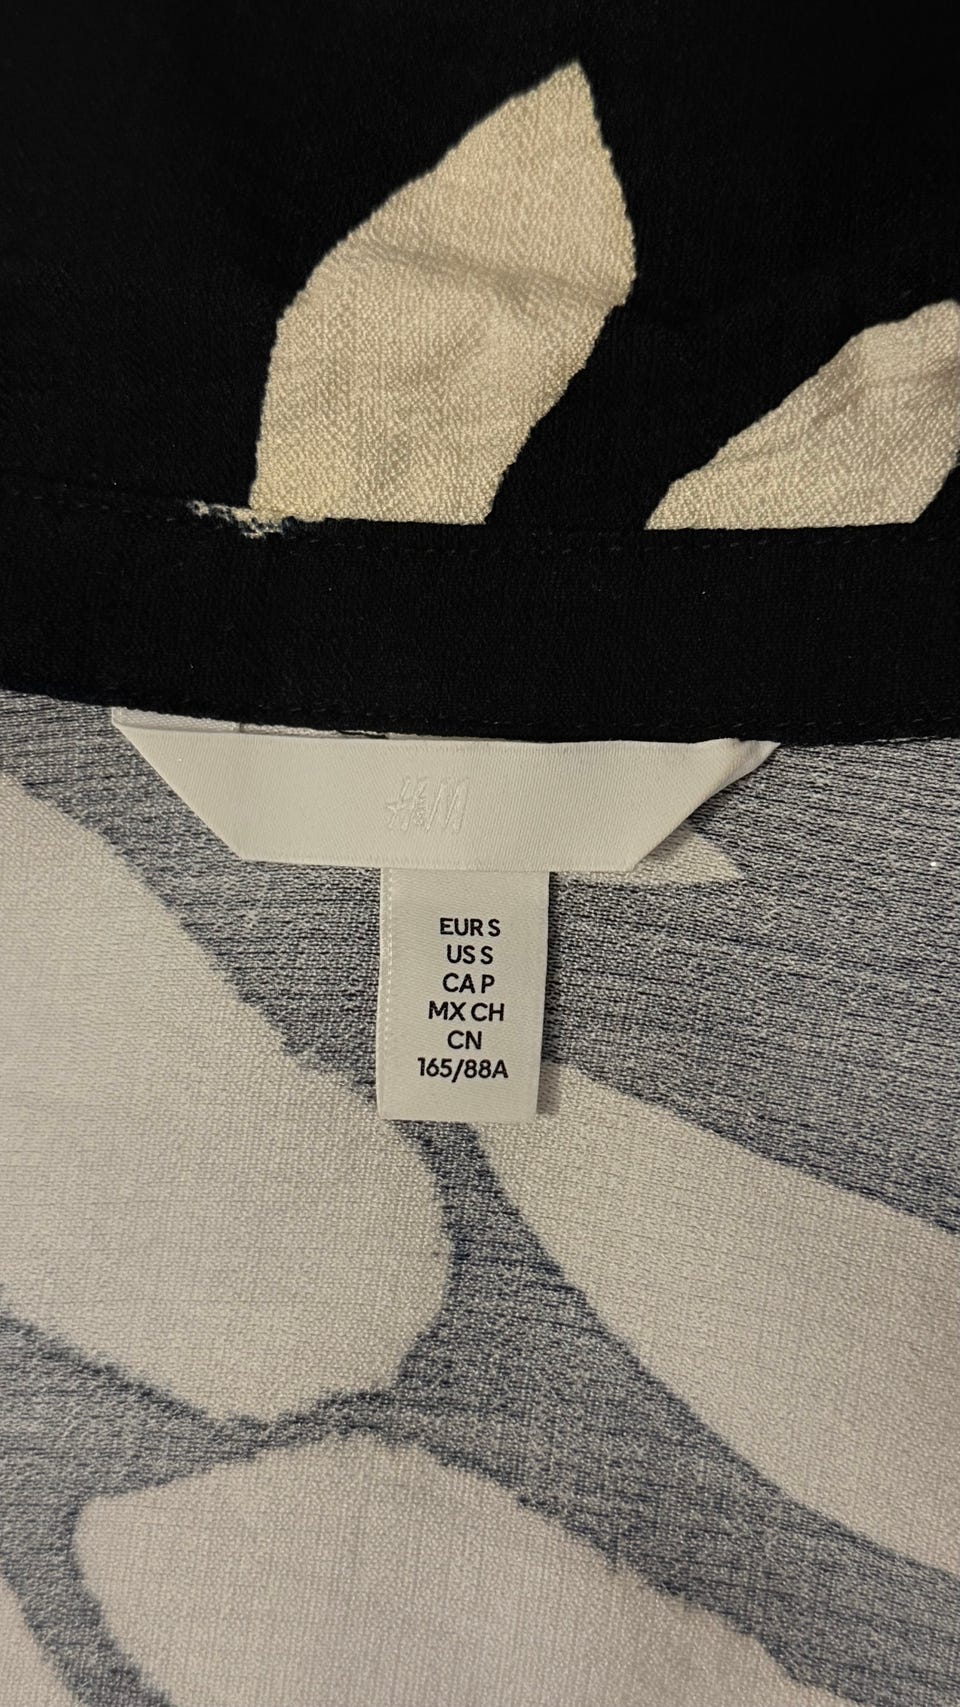 H&M
EUR S
US S
CA P
MX CH
CN
165/88A